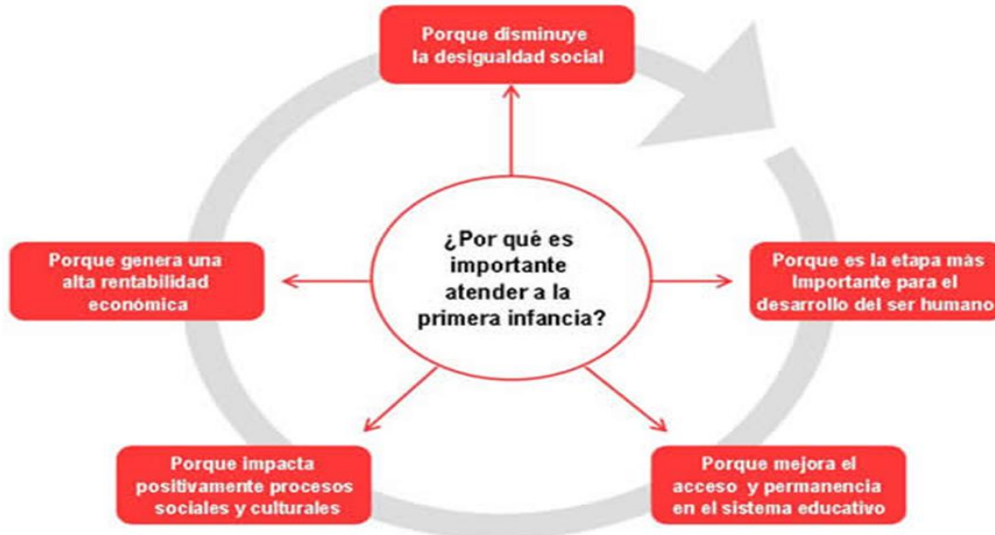 Porque disminuye
la desigualdad social
¿Por qué es
importante
atender a la
primera infancia?
Porque genera una
alta rentabilidad
económica
Porque es la etapa más
Importante para el
desarrollo del ser humano
Porque impacta
positivamente procesos
sociales y culturales
Porque mejora el
acceso y permanencia
en el sistema educativo